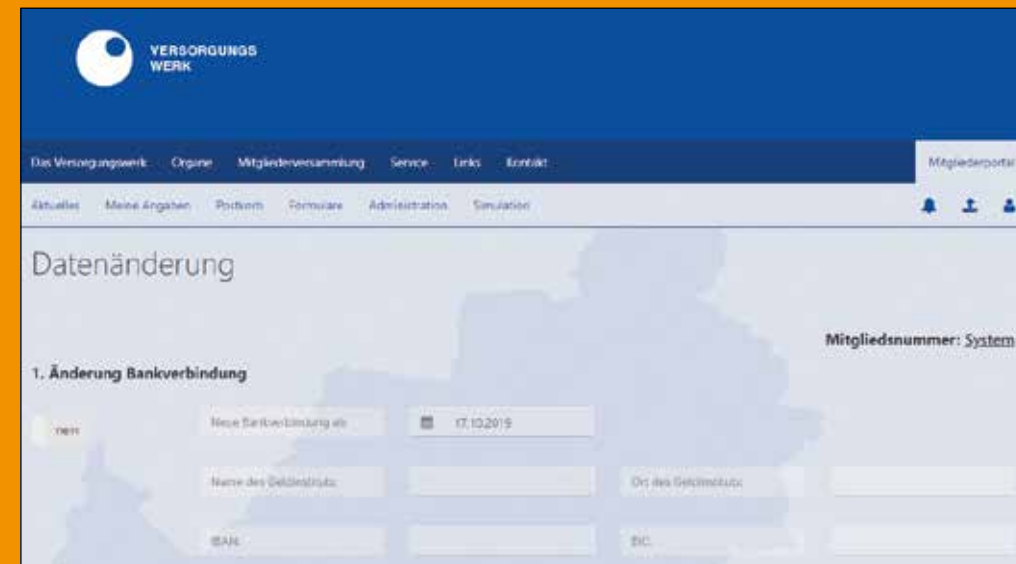 VERSORGUNGS
WERK
Das Versorgungswerk Organe Mitgliederversammlung Service Links Kontakt Mitgliederportal
Aktuelles Meine Angaben Postkorb Formulare Administration Simulation
Datenänderung
Mitgliedsnummer: System
1. Änderung Bankverbindung
nein Neue Bankverbindung ab: 17.10.2019
Name des Geldinstituts: Ort des Geldinstituts:
IBAN: BIC: